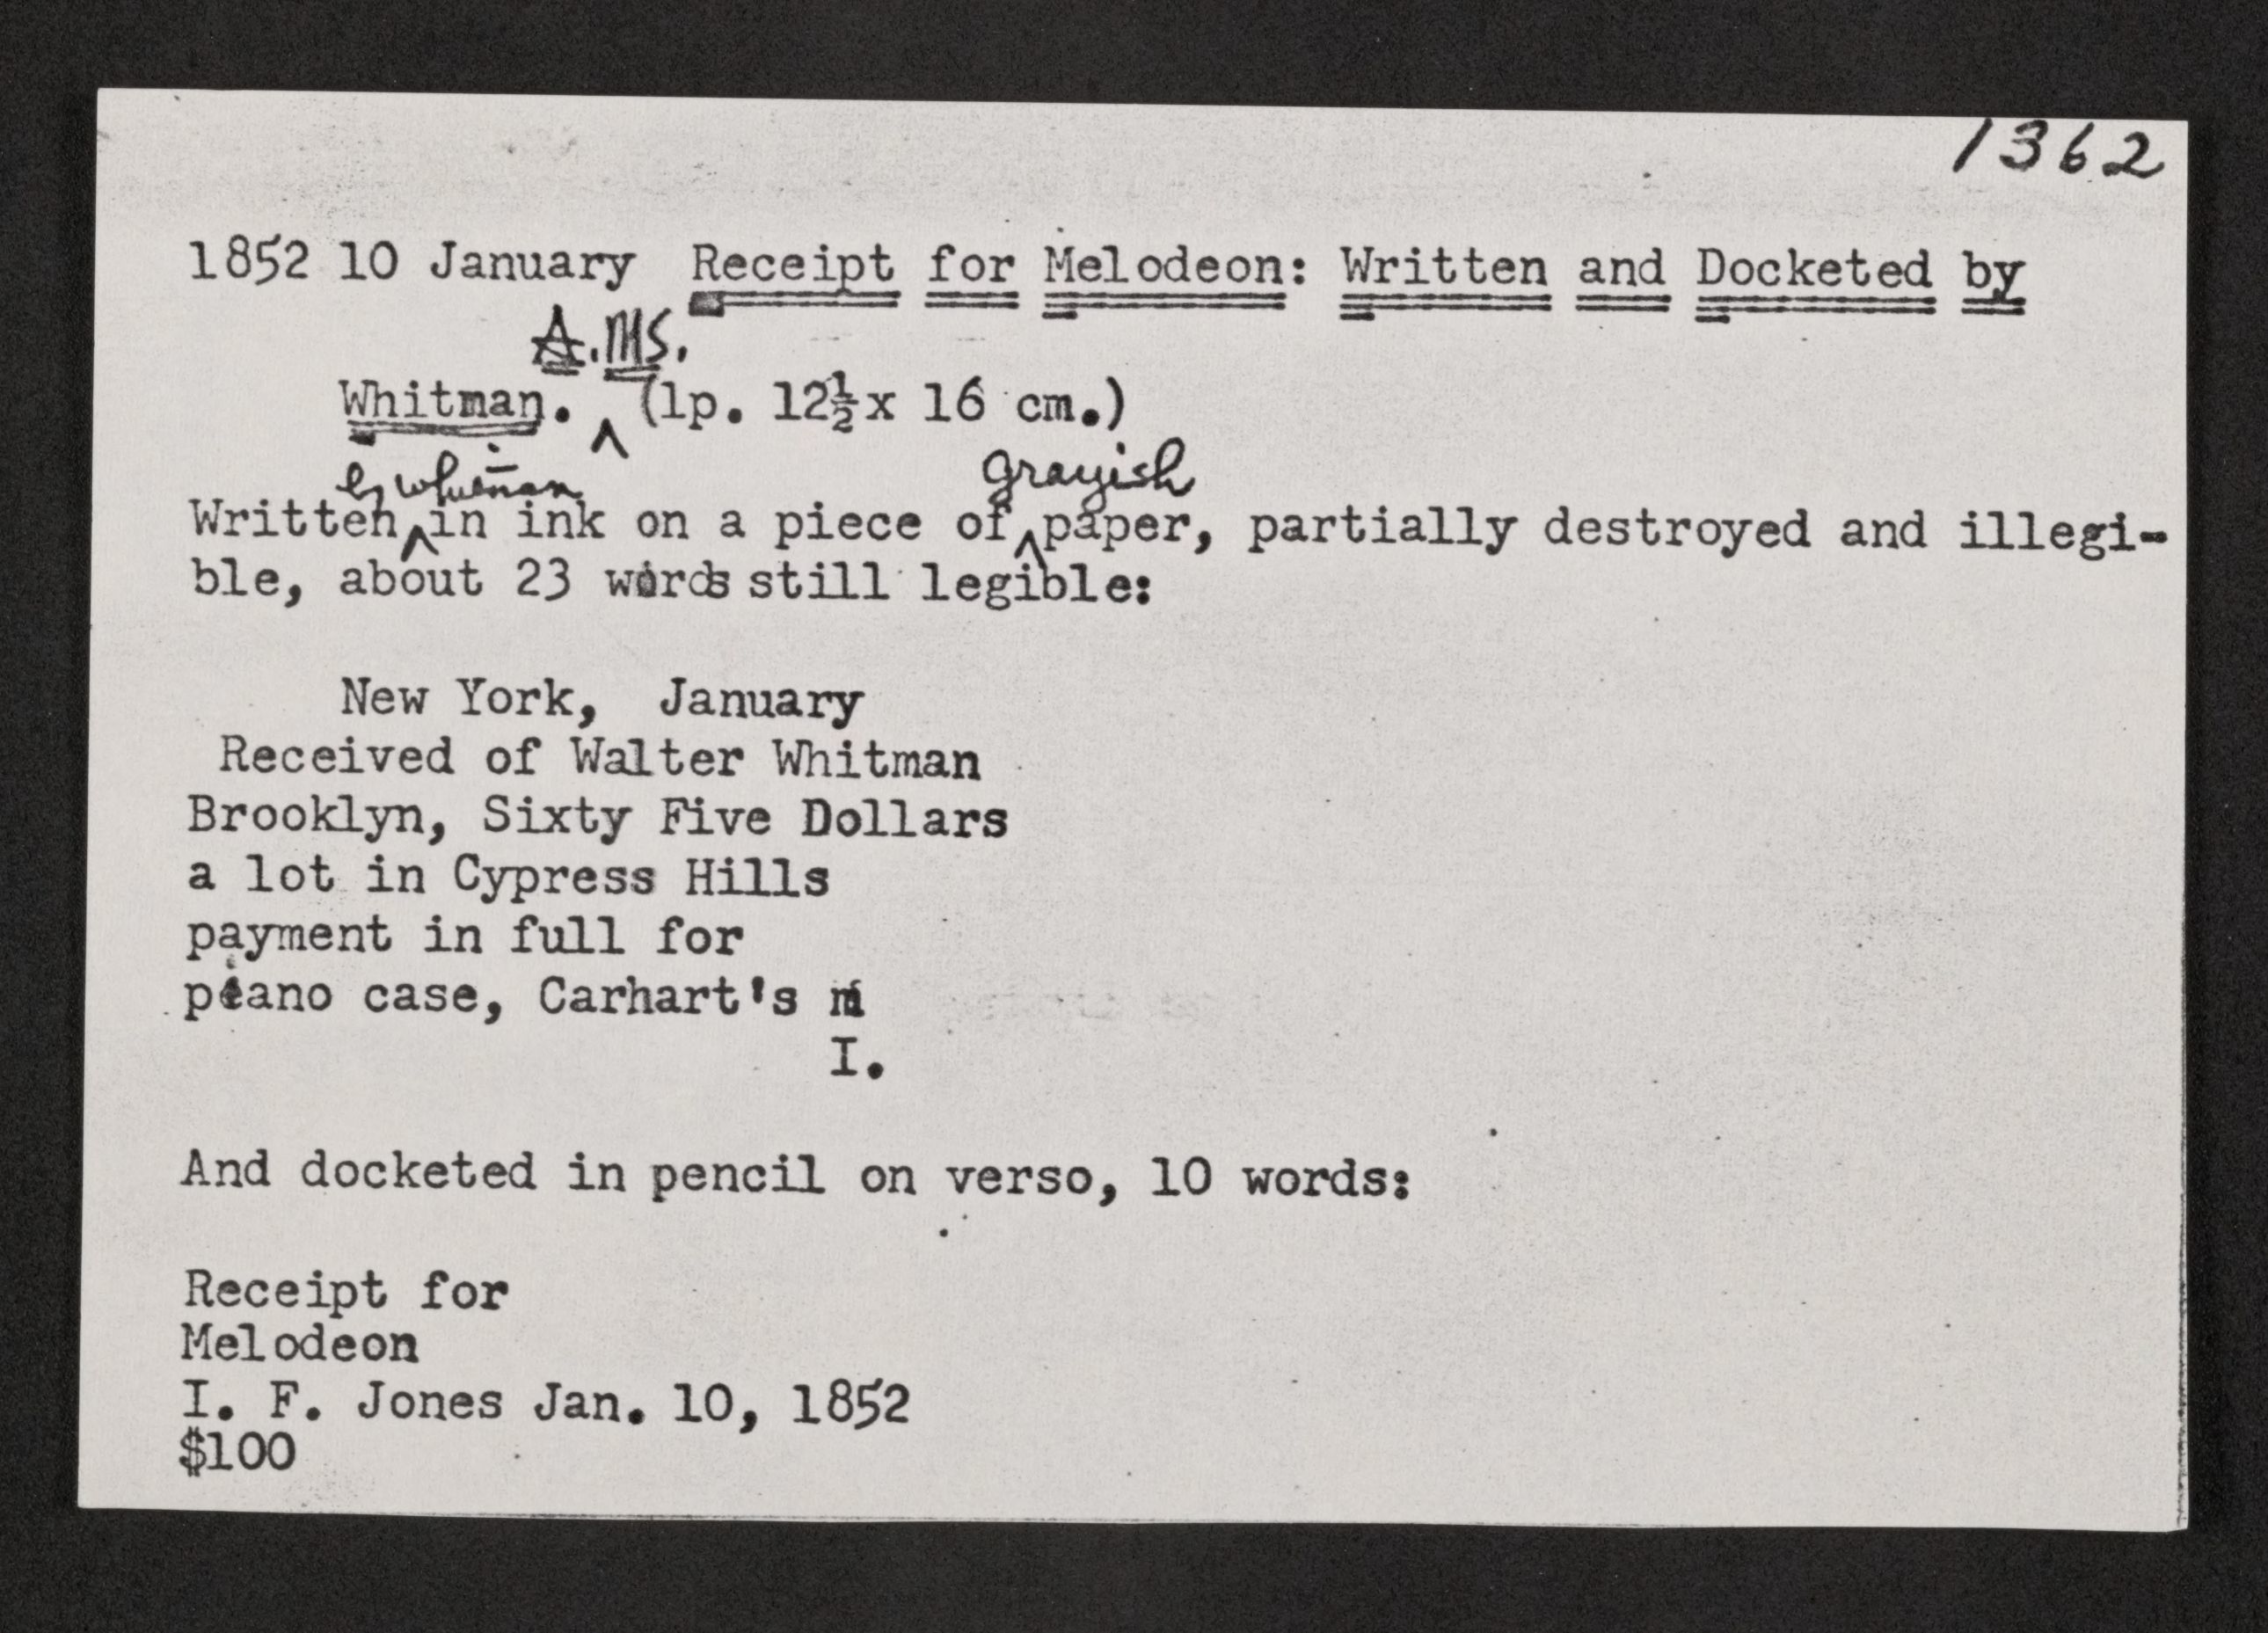 1362
1852 10 January Receipt for Melodeon: Written and Docketed by
A.MS.
Whitman. ^ (1p. 12½x 16 cm.)
by Whitman grayish
Written ^ in ink on a piece of ^ paper, partially destroyed and illegi-
ble, about 23 words still legible:
New York, January
Received of Walter Whitman
Brooklyn, Sixty Five Dollars
a lot in Cypress Hills
payment in full for
piano case, Carhart's m
I.
And docketed in pencil on verso, 10 words:
Receipt for
Melodeon
I. F. Jones Jan. 10, 1852
$100